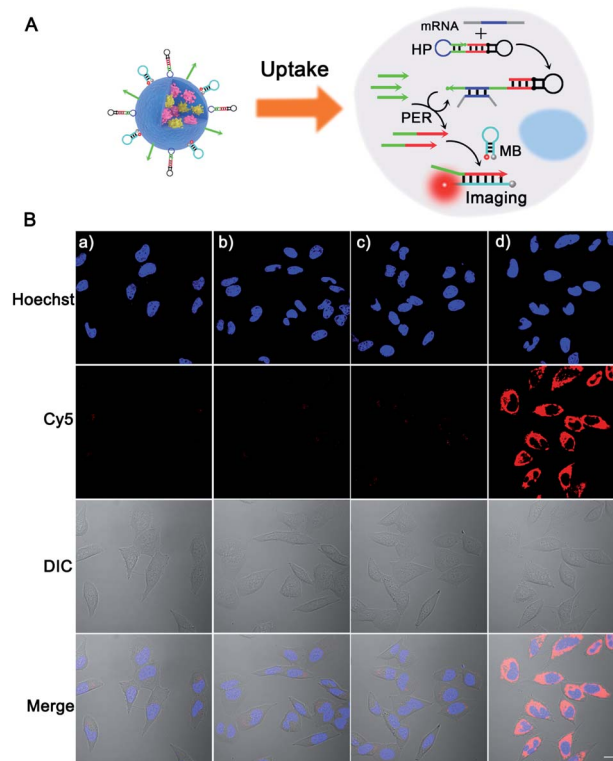 A
Uptake
mRNA
+
HP
PER
MB
Imaging
B
a)
b)
c)
d)
Hoechst
Cy5
DIC
Merge